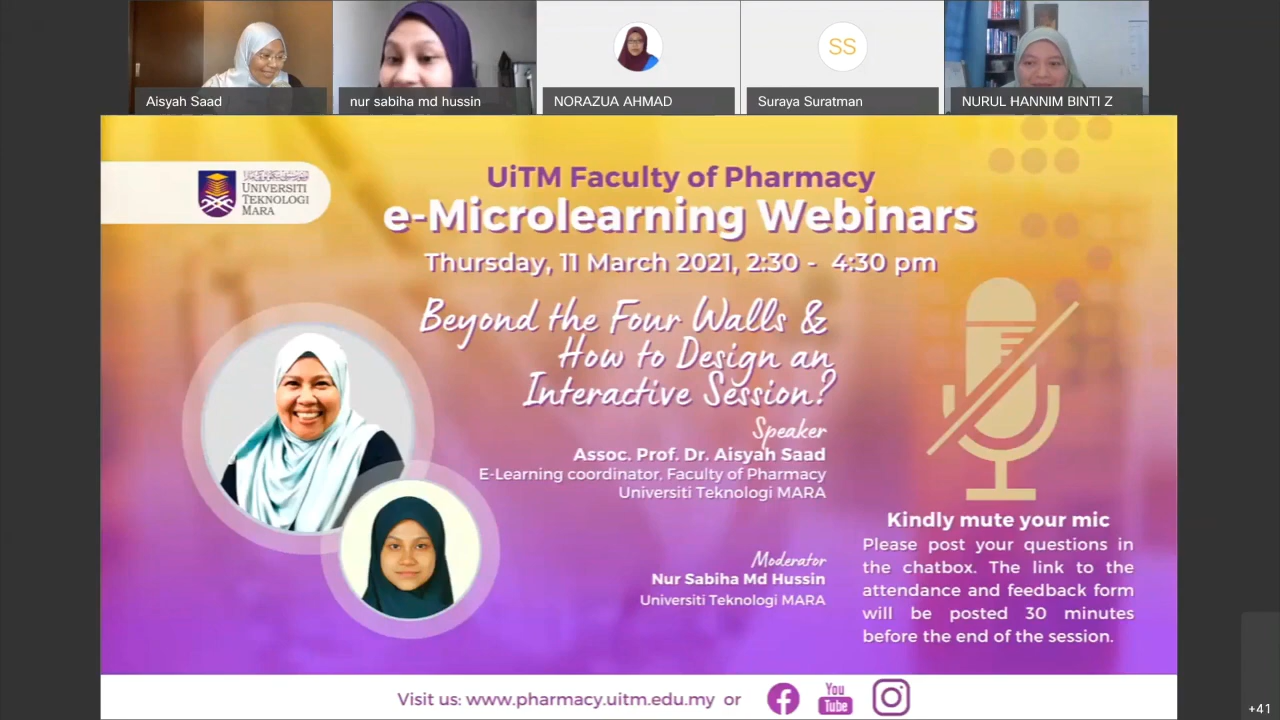 Aisyah Saad
nur sabiha md hussin
NORAZUA AHMAD
SS
Suraya Suratman
NURUL HANNIM BINTI Z
UNIVERSITI
TEKNOLOGI
MARA
UiTM Faculty of Pharmacy
e-Microlearning Webinars
Thursday, 11 March 2021, 2:30 - 4:30 pm
Beyond the Four Walls &
How to Design an
Interactive Session?
Speaker
Assoc. Prof. Dr. Aisyah Saad
E-Learning coordinator, Faculty of Pharmacy
Universiti Teknologi MARA
Moderator
Nur Sabiha Md Hussin
Universiti Teknologi MARA
Kindly mute your mic
Please post your questions in
the chatbox. The link to the
attendance and feedback form
will be posted 30 minutes
before the end of the session.
Visit us: www.pharmacy.uitm.edu.my or
You
Tube
+41